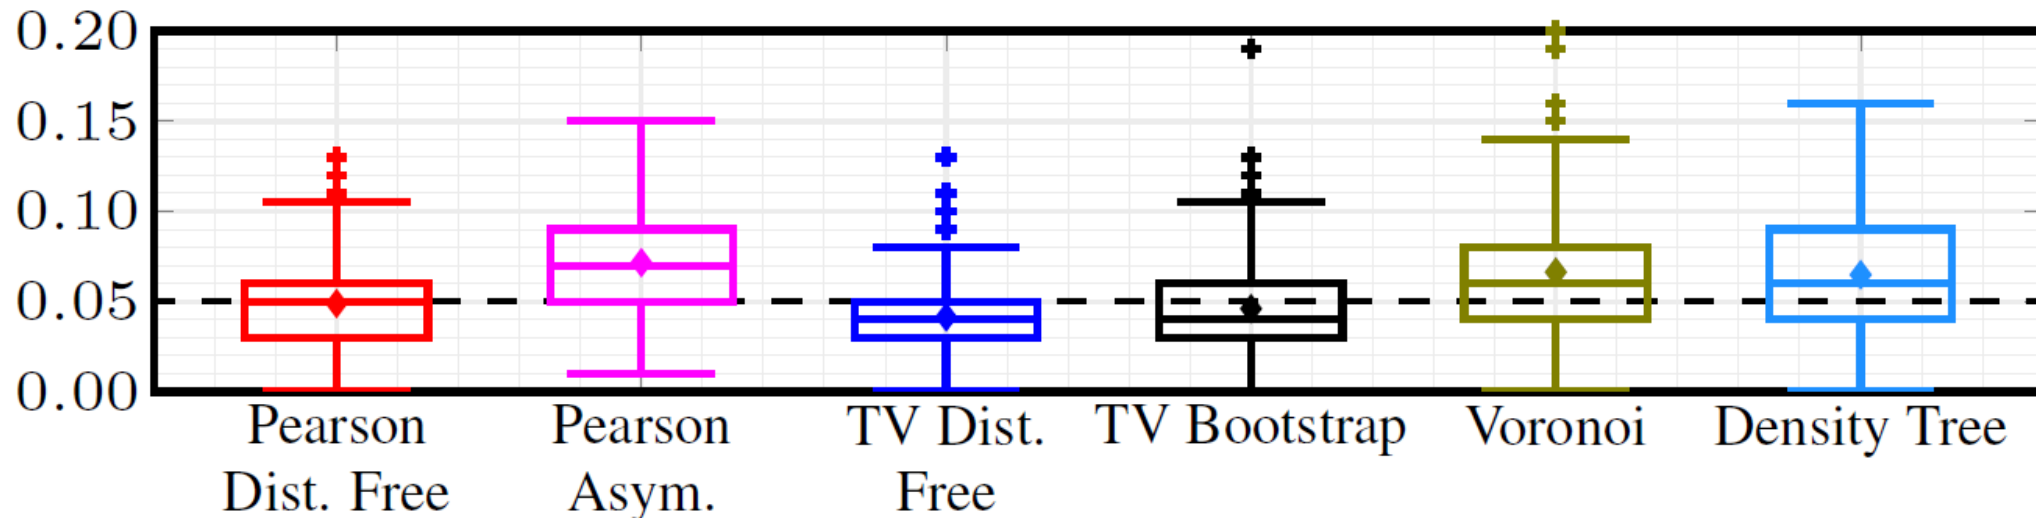 0.20
0.15
0.10
0.05
0.00
Pearson Pearson TV Dist. TV Bootstrap Voronoi Density Tree
Dist. Free Asym. Free